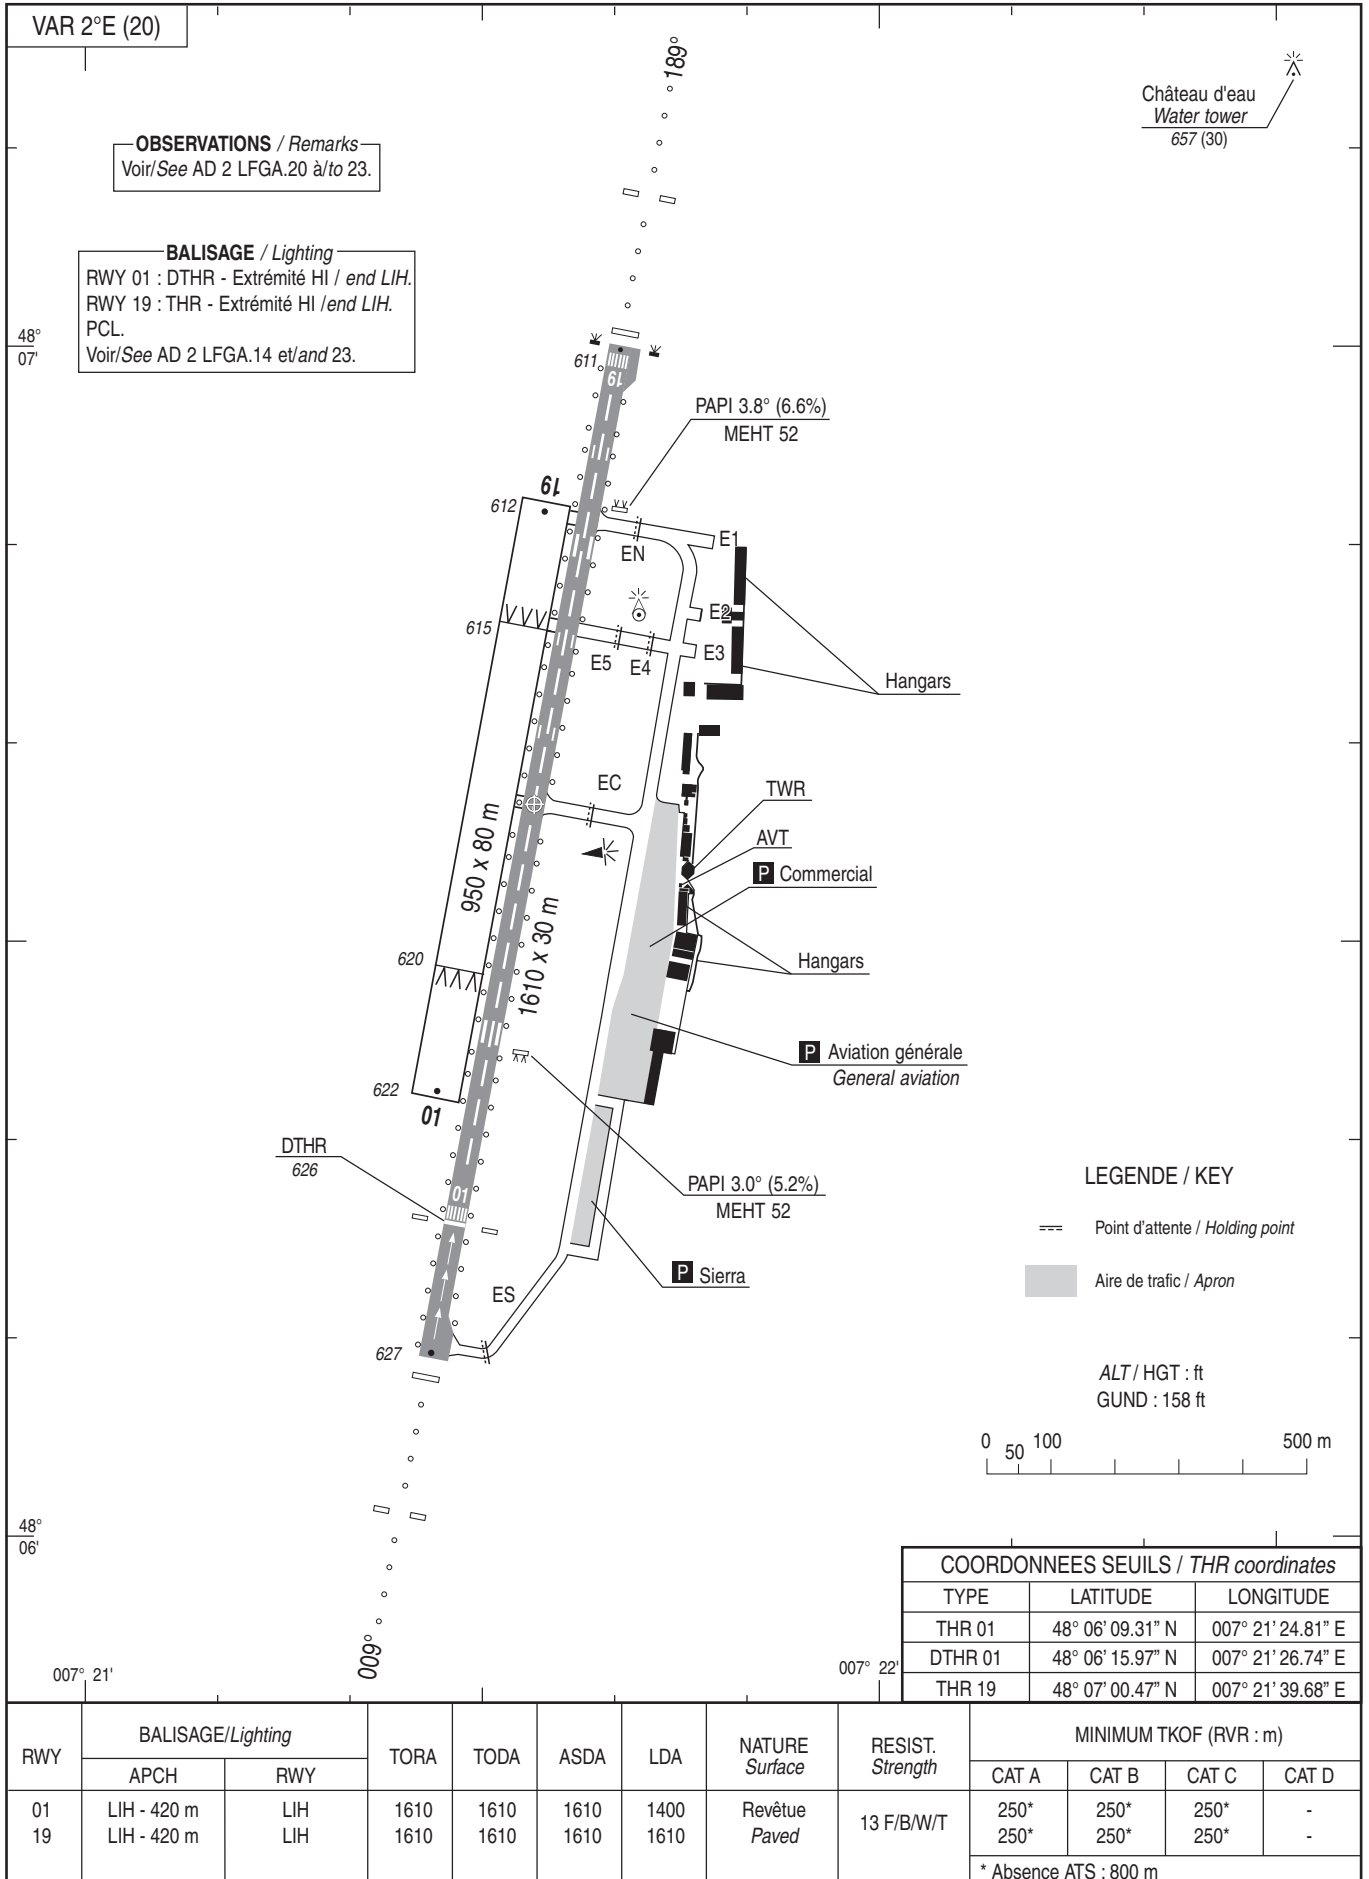 VAR 2°E (20)
189°
Château d'eau
Water tower
657 (30)
OBSERVATIONS / Remarks
Voir/See AD 2 LFGA.20 à/to 23.
BALISAGE / Lighting
RWY 01 : DTHR - Extrémité HI / end LIH.
RWY 19 : THR - Extrémité HI /end LIH.
PCL.
Voir/See AD 2 LFGA.14 et/and 23.
48°
07'
611
19
PAPI 3.8° (6.6%)
MEHT 52
19
612
EN
E1
E2
615
E5
E4
E3
Hangars
EC
TWR
AVT
P Commercial
950 x 80 m
1610 x 30 m
620
Hangars
P Aviation générale
General aviation
622
01
DTHR
626
PAPI 3.0° (5.2%)
MEHT 52
01
P Sierra
ES
627
LEGENDE / KEY
Point d'attente / Holding point
Aire de trafic / Apron
ALT / HGT : ft
GUND : 158 ft
0 50 100 500 m
48°
06'
009°
007° 21'
007° 22'
COORDONNEES SEUILS / THR coordinates
TYPE LATITUDE LONGITUDE
THR 01 48° 06' 09.31” N 007° 21' 24.81” E
DTHR 01 48° 06' 15.97” N 007° 21' 26.74” E
THR 19 48° 07' 00.47” N 007° 21' 39.68” E
RWY BALISAGE/Lighting TORA TODA ASDA LDA NATURE Surface RESIST. Strength MINIMUM TKOF (RVR : m)
APCH RWY CAT A CAT B CAT C CAT D
01 LIH - 420 m LIH 1610 1610 1610 1400 Revêtue 13 F/B/W/T 250* 250* 250* -
19 LIH - 420 m LIH 1610 1610 1610 1610 Paved 250* 250* 250* -
* Absence ATS : 800 m